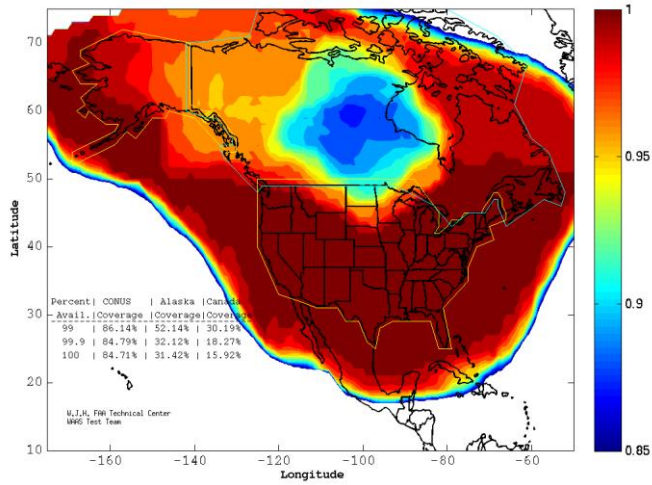 70
60
50
40
30
20
10
Latitude
Percent| CONUS | Alaska |Canada
Avail.|Coverage |Coverage|Coverage
99 | 86.14% | 52.14% | 30.19%
99.9 | 84.79% | 32.12% | 18.27%
100 | 84.71% | 31.42% | 15.92%
W.J.H. FAA Technical Center
WAAS Test Team
-160 -140 -120 -100 -80 -60
Longitude
1
0.95
0.9
0.85